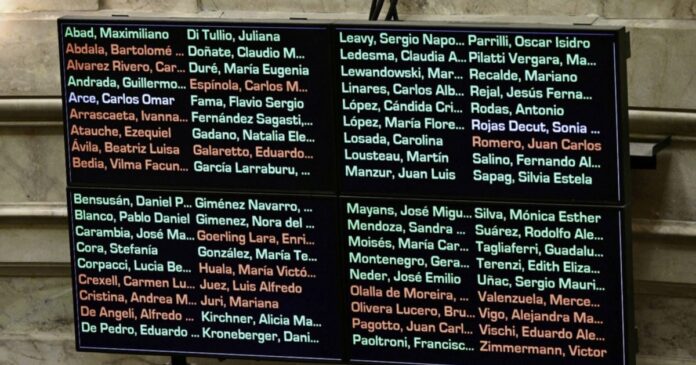 Abad, Maximiliano
Abdala, Bartolomé ...
Alvarez Rivero, Car...
Andrada, Guillermo...
Arce, Carlos Omar
Arrascaeta, Ivanna...
Atauche, Ezequiel
Ávila, Beatriz Luisa
Bedia, Vilma Facun...
Di Tullio, Juliana
Doñate, Claudio M...
Duré, María Eugenia
Espínola, Carlos M...
Fama, Flavio Sergio
Fernández Sagasti,...
Gadano, Natalia Ele...
Galaretto, Eduardo...
García Larraburu, ...
Leavy, Sergio Napo...
Ledesma, Claudia A...
Lewandowski, Mar...
Linares, Carlos Alb...
López, Cándida Cri...
López, María Flore...
Losada, Carolina
Lousteau, Martín
Manzur, Juan Luis
Parrilli, Oscar Isidro
Pilatti Vergara, Ma...
Recalde, Mariano
Rejal, Jesús Ferna...
Rodas, Antonio
Rojas Decut, Sonia ...
Romero, Juan Carlos
Salino, Fernando Al...
Sapag, Silvia Estela
Bensusán, Daniel P...
Blanco, Pablo Daniel
Carambia, José Ma...
Cora, Stefanía
Corpacci, Lucia Be...
Crexell, Carmen Lu...
Cristina, Andrea M...
De Angeli, Alfredo ...
De Pedro, Eduardo ...
Giménez Navarro, ...
Gimenez, Nora del ...
Goerling Lara, Enri...
González, María Te...
Huala, María Victó...
Juez, Luis Alfredo
Juri, Mariana
Kirchner, Alicia Ma...
Kroneberger, Dani...
Mayans, José Migu...
Mendoza, Sandra ...
Moisés, María Car...
Montenegro, Gera...
Neder, José Emilio
Olalla de Moreira, ...
Olivera Lucero, Bru...
Pagotto, Juan Carl...
Paoltroni, Francisc...
Silva, Mónica Esther
Suárez, Rodolfo Ale...
Tagliaferri, Guadalu...
Terenzi, Edith Eliza...
Uñac, Sergio Mauri...
Valenzuela, Merce...
Vigo, Alejandra Ma...
Vischi, Eduardo Ale...
Zimmermann, Victor